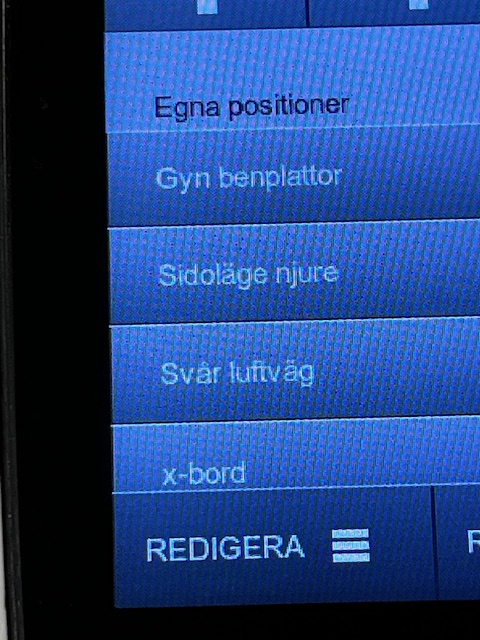 Egna positioner
Gyn benplattor
Sidoläge njure
Svår luftväg
x-bord
REDIGERA